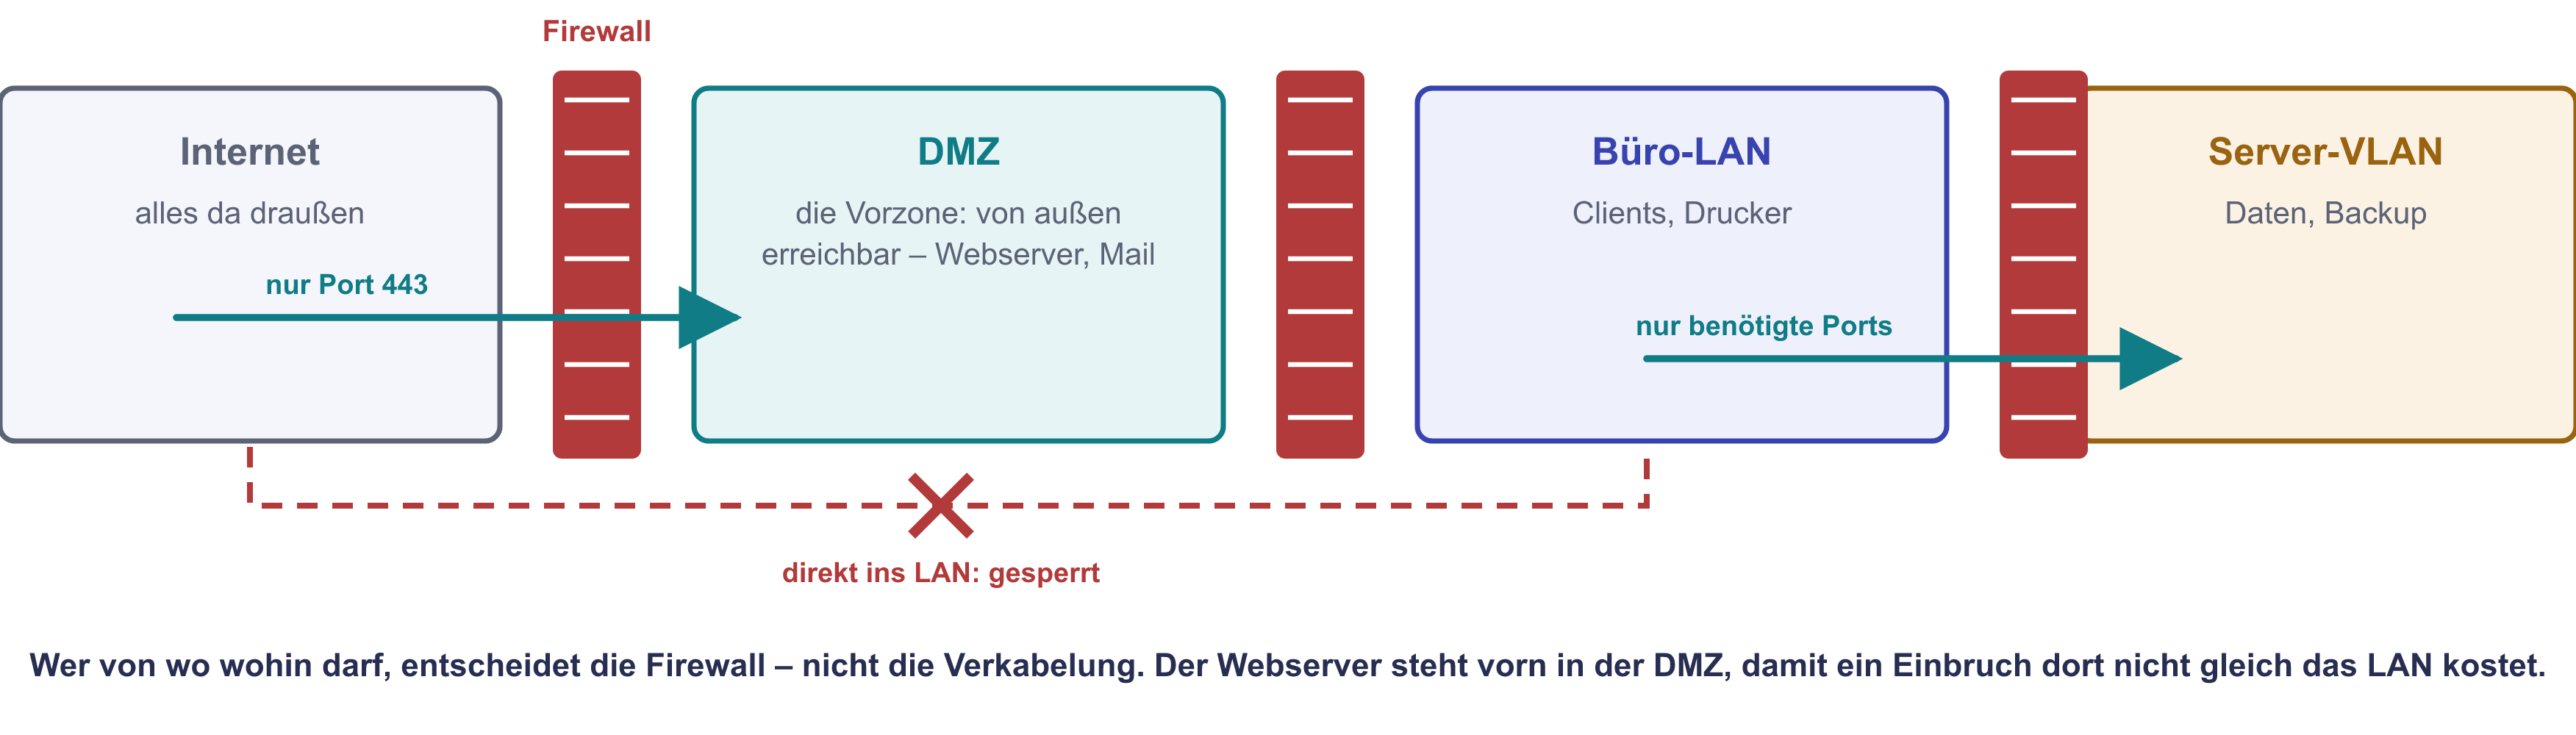 Firewall
Internet
alles da draußen
nur Port 443
DMZ
die Vorzone: von außen
erreichbar – Webserver, Mail
Büro-LAN
Clients, Drucker
nur benötigte Ports
Server-VLAN
Daten, Backup
direkt ins LAN: gesperrt
Wer von wo wohin darf, entscheidet die Firewall – nicht die Verkabelung. Der Webserver steht vorn in der DMZ, damit ein Einbruch dort nicht gleich das LAN kostet.